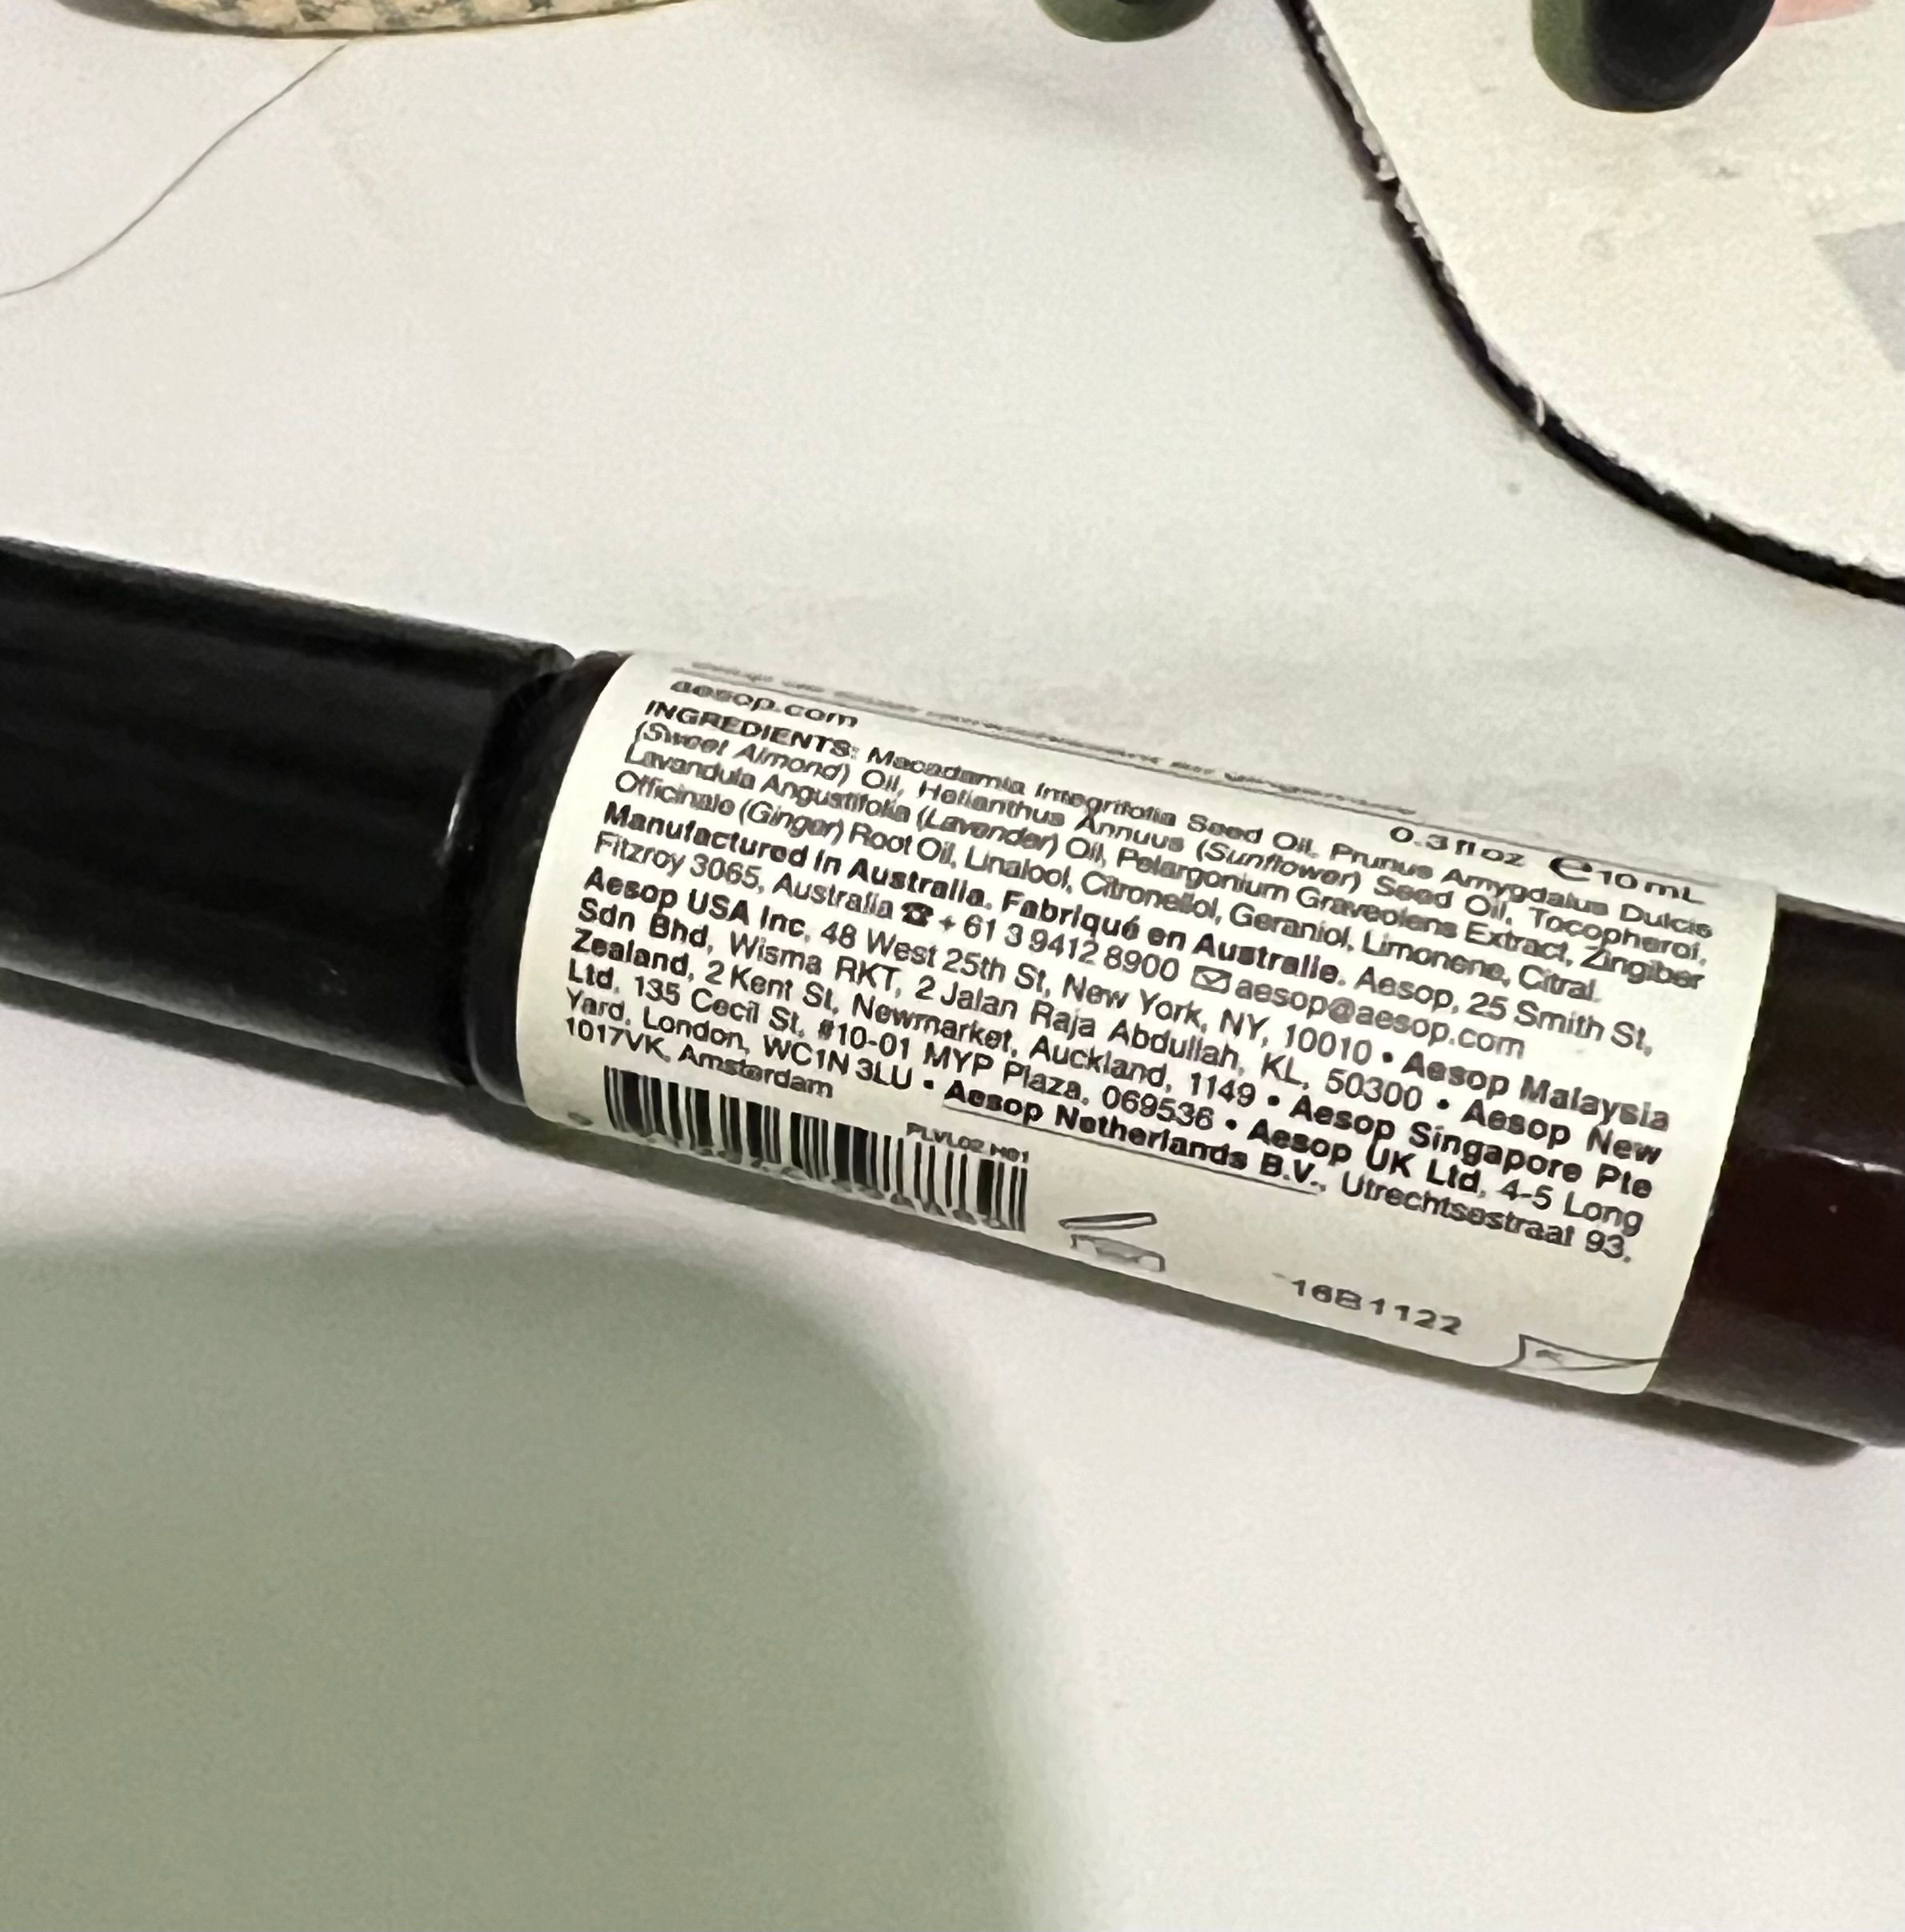 aesop.com
0.3 fl oz ℮ 10 mL
INGREDIENTS: Macadamia Integrifolia Seed Oil, Prunus Amygdalus Dulcis
(Sweet Almond) Oil, Helianthus Annuus (Sunflower) Seed Oil, Tocopherol,
Lavandula Angustifolia (Lavender) Oil, Pelargonium Graveolens Extract, Zingiber
Officinale (Ginger) Root Oil, Linalool, Citronellol, Geraniol, Limonene, Citral.
Manufactured in Australia. Fabriqué en Australie. Aesop, 25 Smith St,
Fitzroy 3065, Australia ☎ + 61 3 9412 8900 ✉ aesop@aesop.com
Aesop USA Inc, 48 West 25th St, New York, NY, 10010 • Aesop Malaysia
Sdn Bhd, Wisma RKT, 2 Jalan Raja Abdullah, KL, 50300 • Aesop New
Zealand, 2 Kent St, Newmarket, Auckland, 1149 • Aesop Singapore Pte
Ltd, 135 Cecil St, #10-01 MYP Plaza, 069536 • Aesop UK Ltd, 4-5 Long
Yard, London, WC1N 3LU • Aesop Netherlands B.V., Utrechtsestraat 93,
1017VK, Amsterdam
PLVL02 H01
16B1122